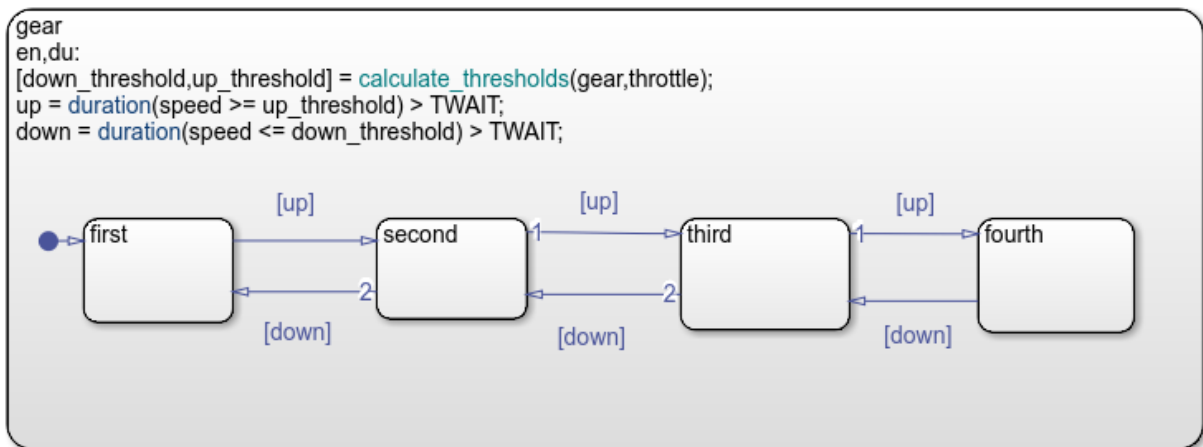 gear
en,du:
[down_threshold,up_threshold] = calculate_thresholds(gear,throttle);
up = duration(speed >= up_threshold) > TWAIT;
down = duration(speed <= down_threshold) > TWAIT;
[up] [up] [up]
first second 1 third 1 fourth
2 2
[down] [down] [down]